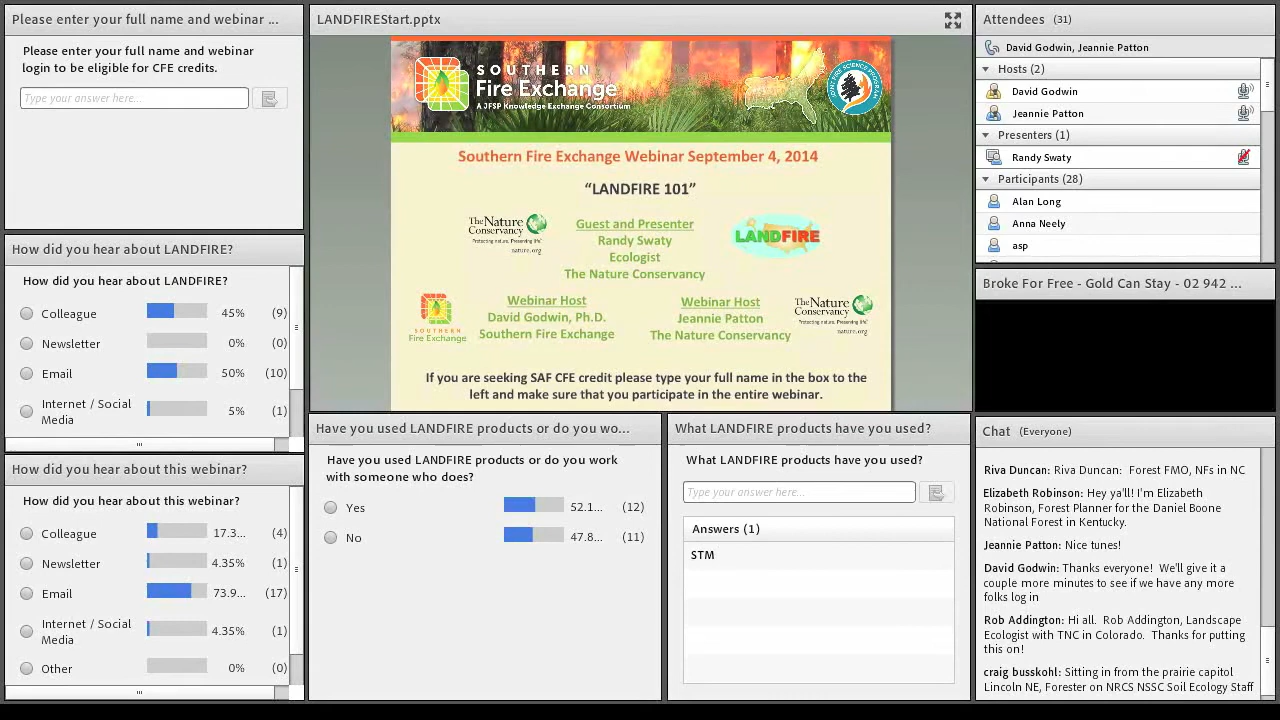 Please enter your full name and webinar ...
Please enter your full name and webinar
login to be eligible for CFE credits.
Type your answer here...
How did you hear about LANDFIRE?
How did you hear about LANDFIRE?
Colleague 45% (9)
Newsletter 0% (0)
Email 50% (10)
Internet / Social
Media 5% (1)
How did you hear about this webinar?
How did you hear about this webinar?
Colleague 17.3... (4)
Newsletter 4.35% (1)
Email 73.9... (17)
Internet / Social
Media 4.35% (1)
Other 0% (0)
LANDFIREStart.pptx
SOUTHERN
Fire Exchange
A JFSP Knowledge Exchange Consortium
JOINT FIRE SCIENCE PROGRAM
Southern Fire Exchange Webinar September 4, 2014
“LANDFIRE 101”
The Nature
Conservancy
Protecting nature. Preserving life.
nature.org
Guest and Presenter
Randy Swaty
Ecologist
The Nature Conservancy
LANDFIRE
SOUTHERN
Fire Exchange
Webinar Host
David Godwin, Ph.D.
Southern Fire Exchange
Webinar Host
Jeannie Patton
The Nature Conservancy
The Nature
Conservancy
Protecting nature. Preserving life.
nature.org
If you are seeking SAF CFE credit please type your full name in the box to the
left and make sure that you participate in the entire webinar.
Have you used LANDFIRE products or do you wo...
Have you used LANDFIRE products or do you work
with someone who does?
Yes 52.1... (12)
No 47.8... (11)
What LANDFIRE products have you used?
What LANDFIRE products have you used?
Type your answer here...
Answers (1)
STM
Attendees (31)
David Godwin, Jeannie Patton
Hosts (2)
David Godwin
Jeannie Patton
Presenters (1)
Randy Swaty
Participants (28)
Alan Long
Anna Neely
asp
Broke For Free - Gold Can Stay - 02 942 ...
Chat (Everyone)
Riva Duncan: Riva Duncan: Forest FMO, NFs in NC
Elizabeth Robinson: Hey ya'll! I'm Elizabeth
Robinson, Forest Planner for the Daniel Boone
National Forest in Kentucky.
Jeannie Patton: Nice tunes!
David Godwin: Thanks everyone! We'll give it a
couple more minutes to see if we have any more
folks log in
Rob Addington: Hi all. Rob Addington, Landscape
Ecologist with TNC in Colorado. Thanks for putting
this on!
craig busskohl: Sitting in from the prairie capitol
Lincoln NE, Forester on NRCS NSSC Soil Ecology Staff